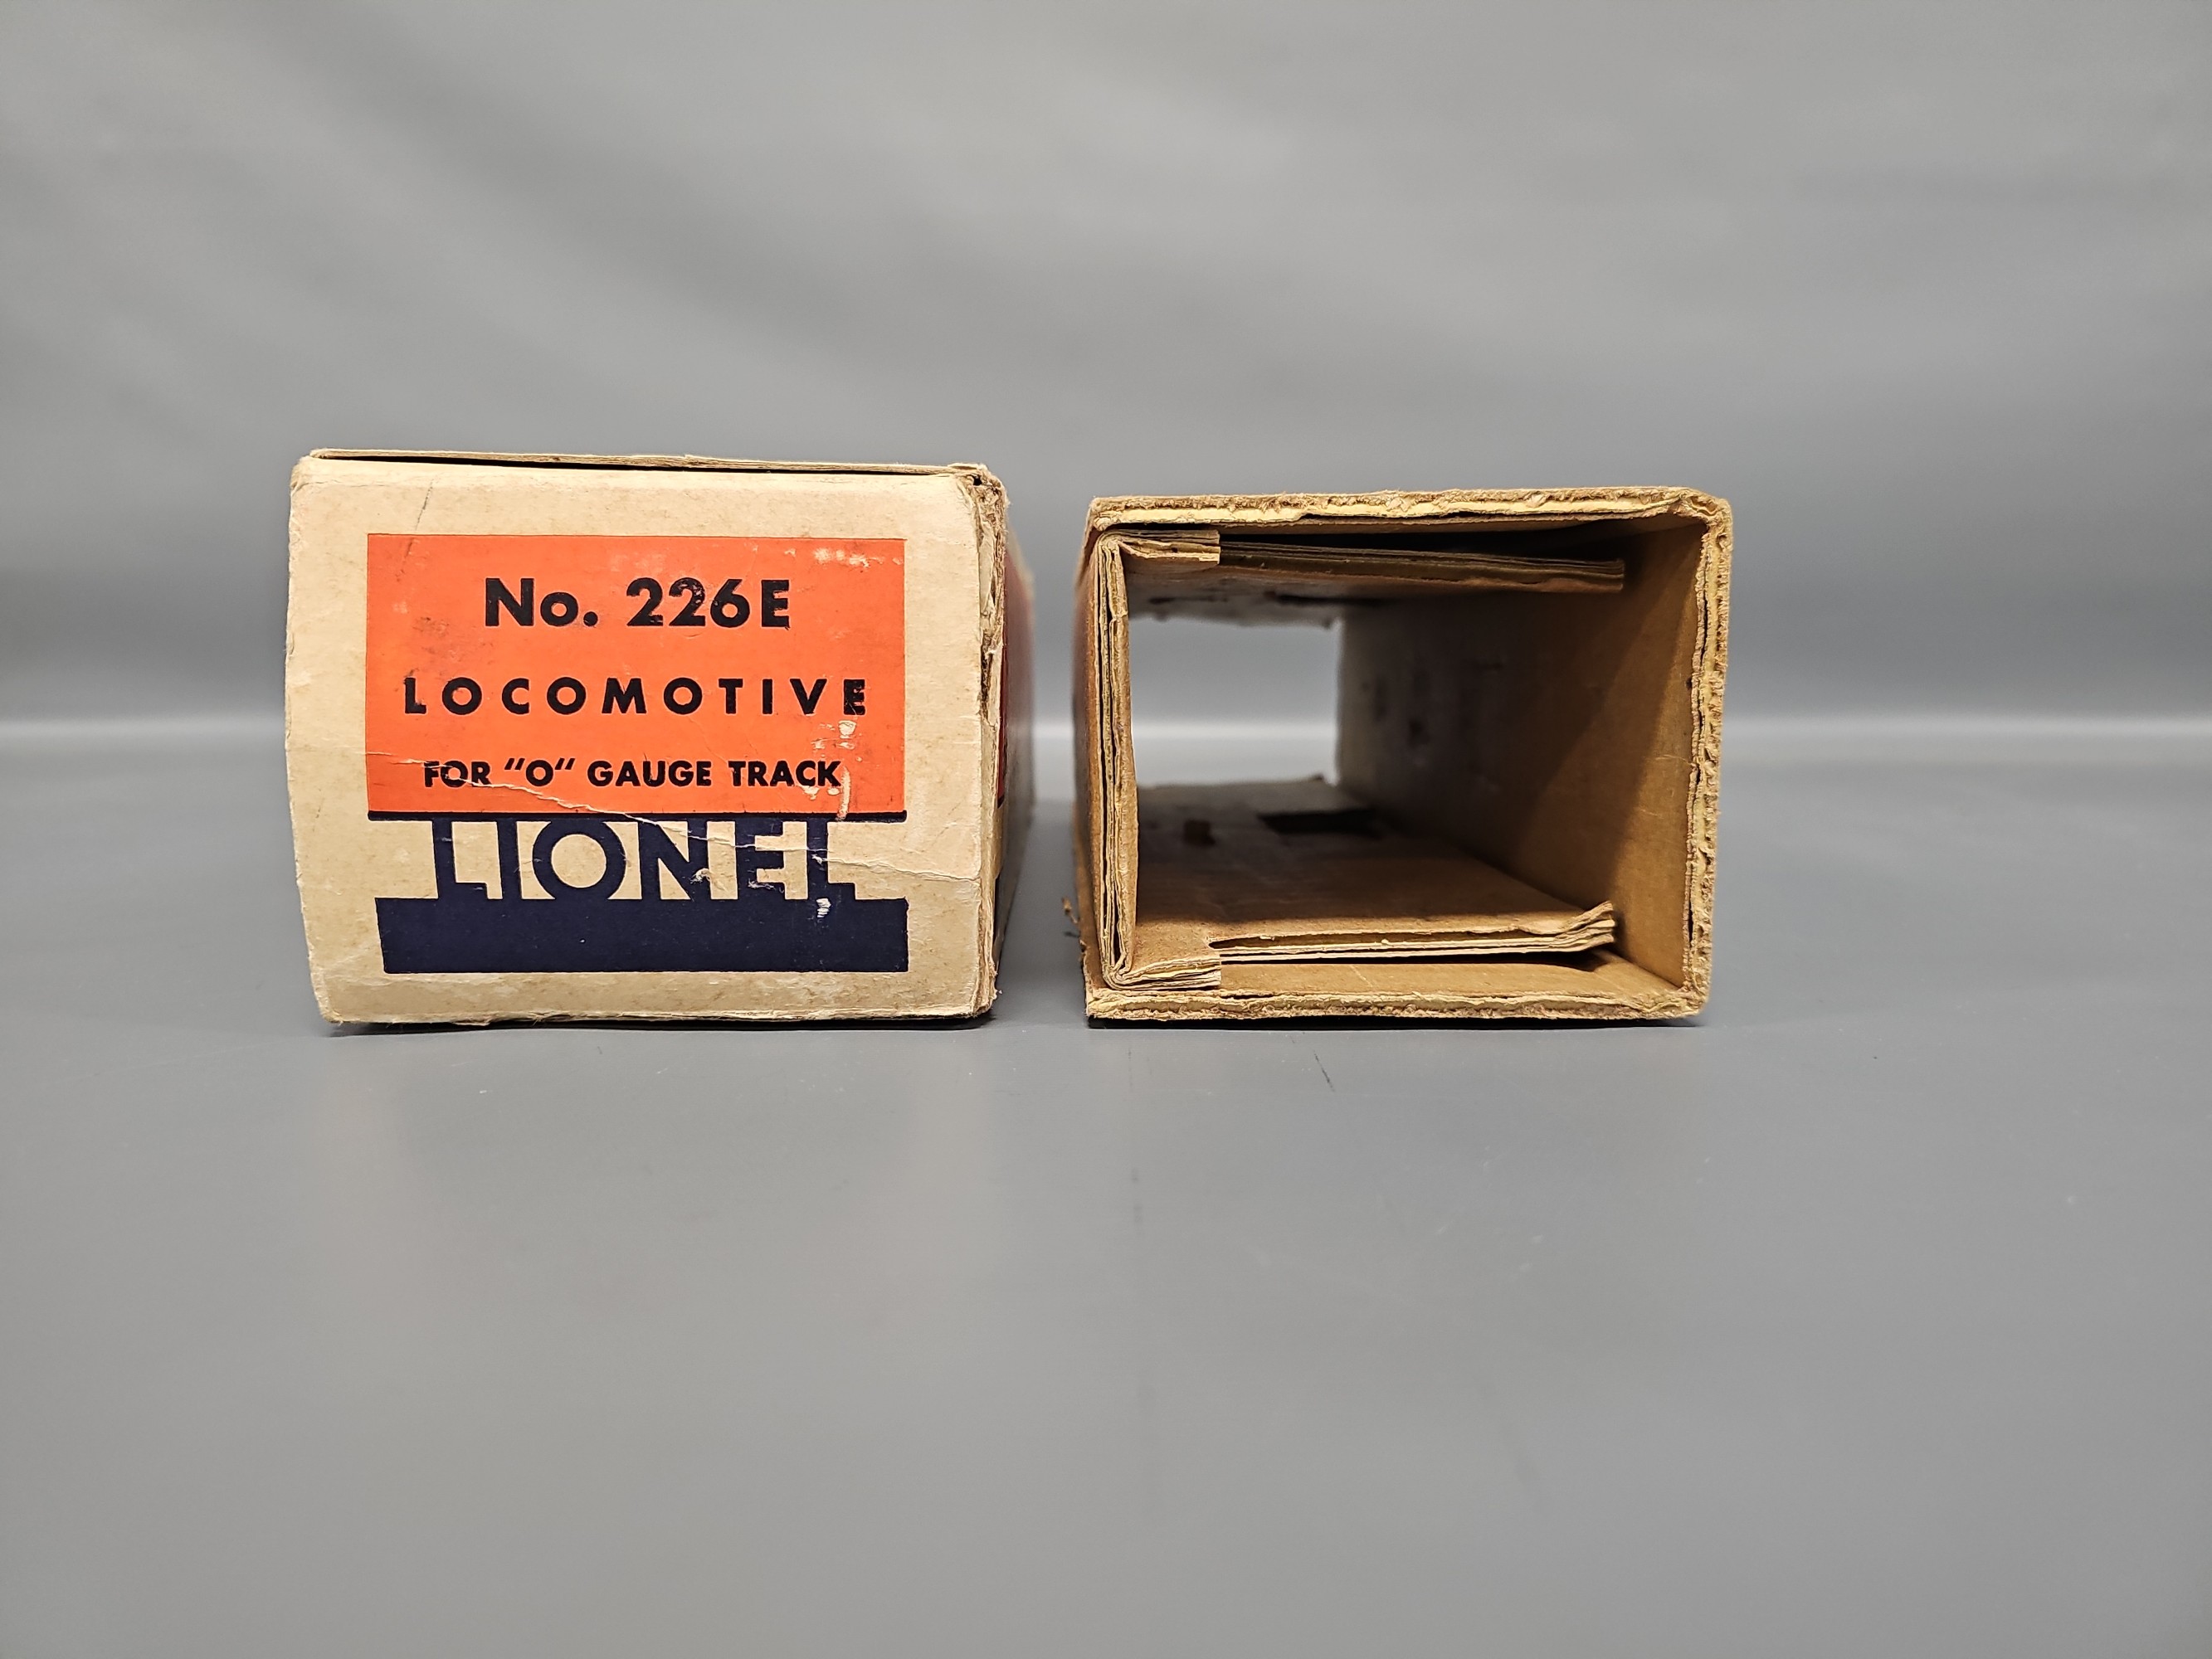 No. 226E
LOCOMOTIVE
FOR "O" GAUGE TRACK
LIONEL